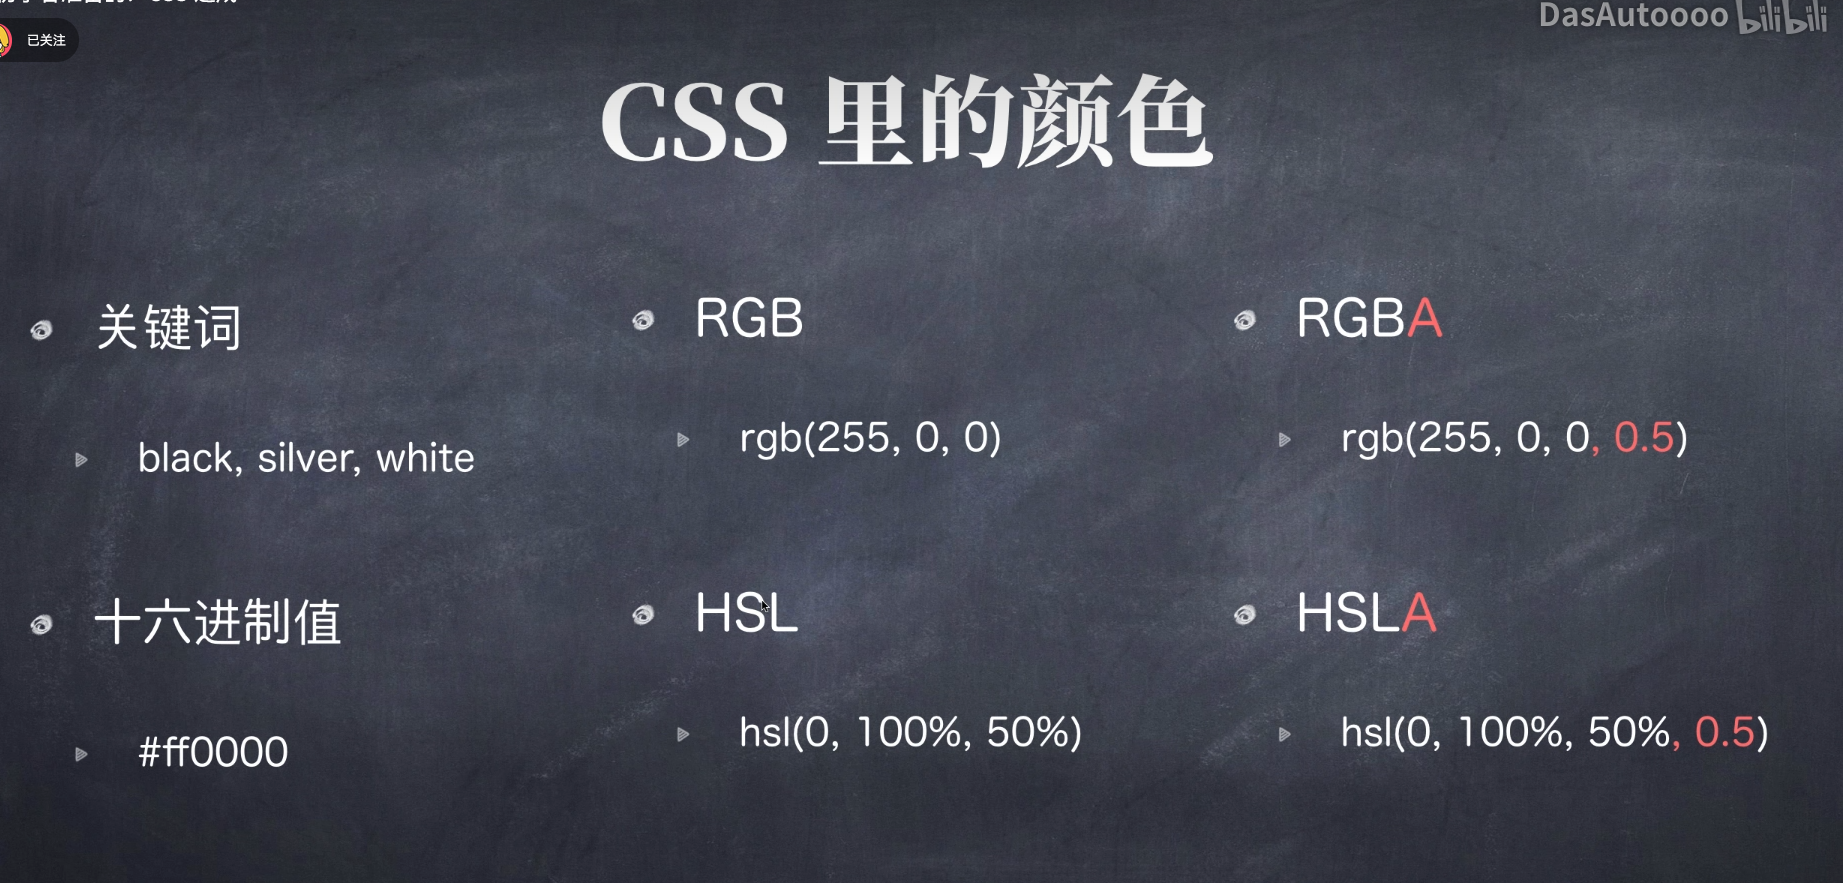 已关注
DasAutoooo bilibili
CSS 里的颜色
关键词
black, silver, white
十六进制值
#ff0000
RGB
rgb(255, 0, 0)
HSL
hsl(0, 100%, 50%)
RGBA
rgb(255, 0, 0, 0.5)
HSLA
hsl(0, 100%, 50%, 0.5)